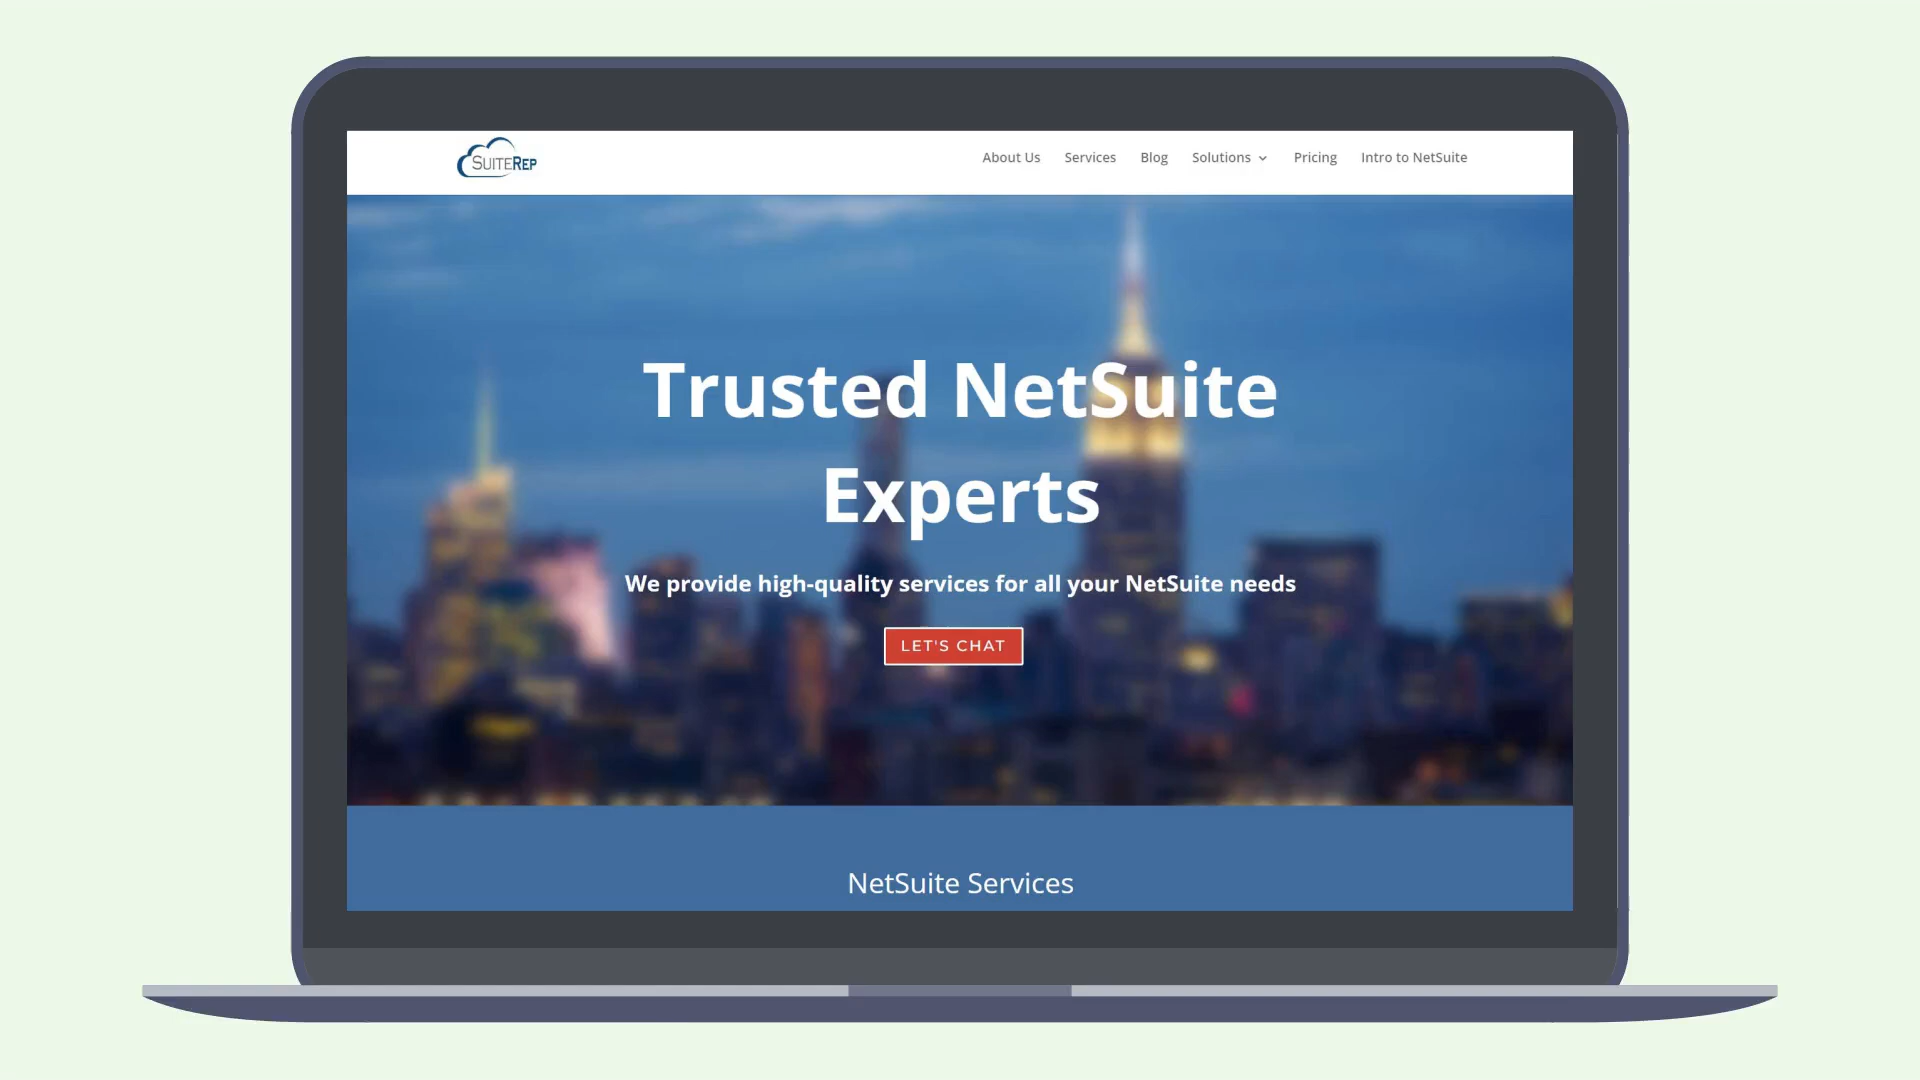 SUITEREP
About Us Services Blog Solutions Pricing Intro to NetSuite
Trusted NetSuite
Experts
We provide high-quality services for all your NetSuite needs
LET'S CHAT
NetSuite Services